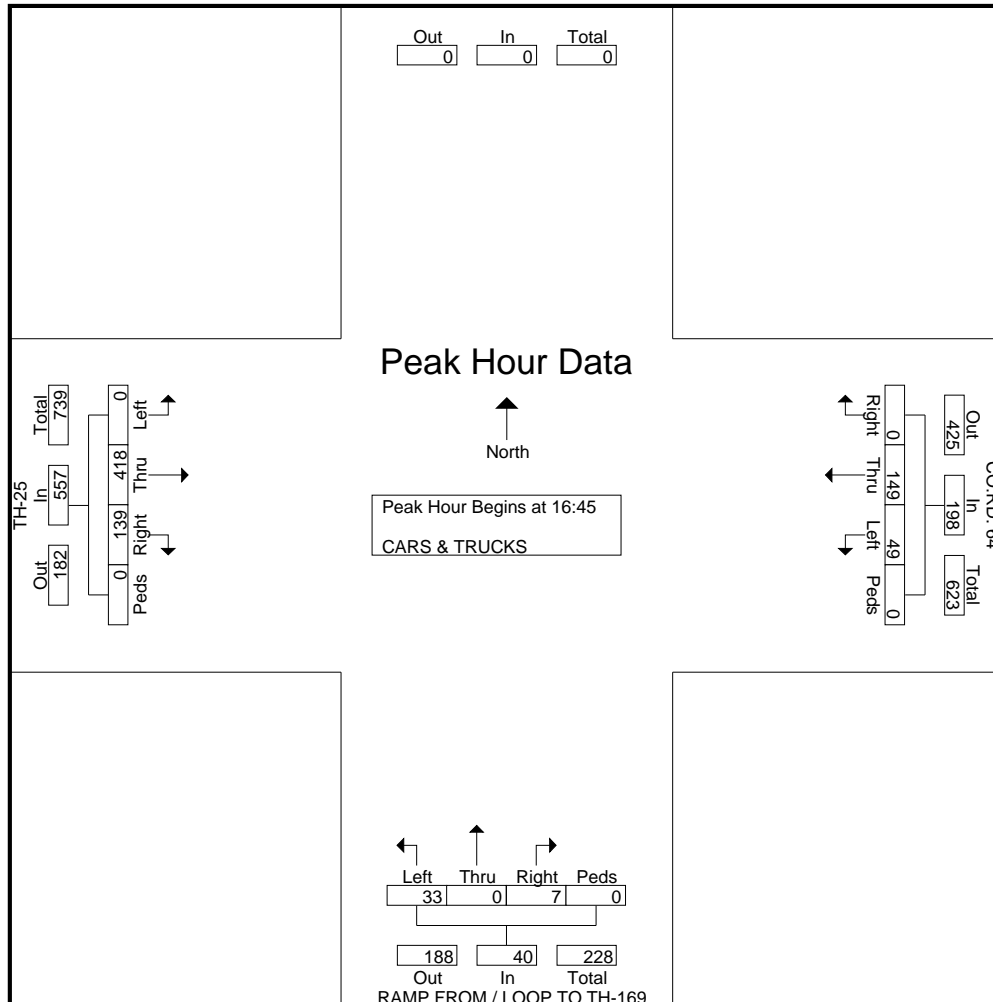 Out In Total
0 0 0
Peak Hour Data
North
Peak Hour Begins at 16:45
CARS & TRUCKS
TH-25
Total In Out
739 557 182
0 418 139 0
Left Thru Right Peds
Right Thru Left Peds
0 149 49 0
Out In Total
425 198 623
CO.RD. 64
Left Thru Right Peds
33 0 7 0
188 40 228
Out In Total
RAMP FROM / LOOP TO TH-169